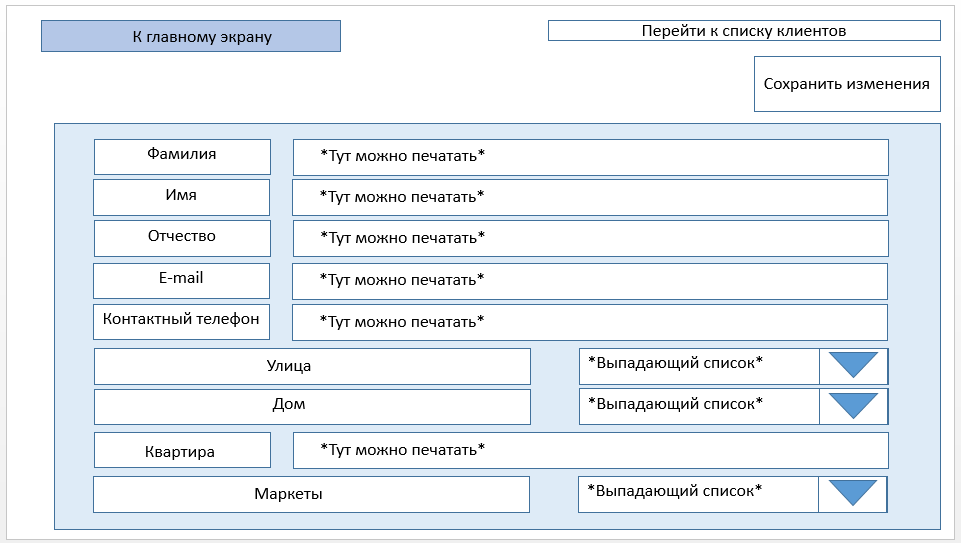 К главному экрану
Перейти к списку клиентов
Сохранить изменения
Фамилия
*Тут можно печатать*
Имя
*Тут можно печатать*
Отчество
*Тут можно печатать*
E-mail
*Тут можно печатать*
Контактный телефон
*Тут можно печатать*
Улица
*Выпадающий список*
Дом
*Выпадающий список*
Квартира
*Тут можно печатать*
Маркеты
*Выпадающий список*